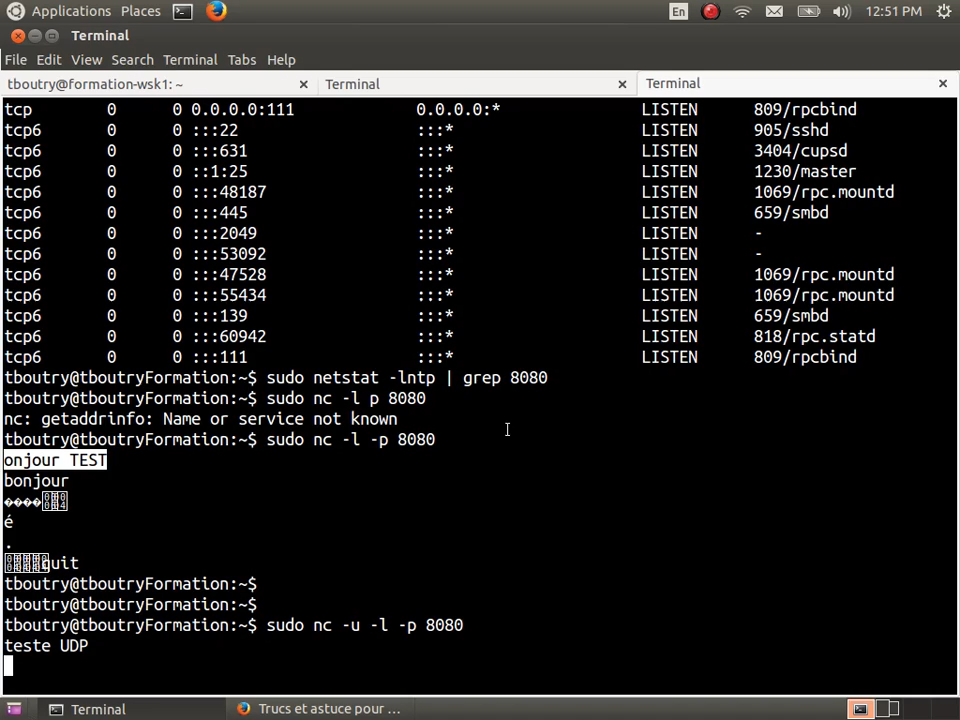 Applications Places En 12:51 PM
Terminal
File Edit View Search Terminal Tabs Help
tboutry@formation-wsk1: ~ Terminal Terminal
tcp 0 0 0.0.0.0:111 0.0.0.0:* LISTEN 809/rpcbind
tcp6 0 0 :::22 :::* LISTEN 905/sshd
tcp6 0 0 :::631 :::* LISTEN 3404/cupsd
tcp6 0 0 ::1:25 :::* LISTEN 1230/master
tcp6 0 0 :::48187 :::* LISTEN 1069/rpc.mountd
tcp6 0 0 :::445 :::* LISTEN 659/smbd
tcp6 0 0 :::2049 :::* LISTEN -
tcp6 0 0 :::53092 :::* LISTEN -
tcp6 0 0 :::47528 :::* LISTEN 1069/rpc.mountd
tcp6 0 0 :::55434 :::* LISTEN 1069/rpc.mountd
tcp6 0 0 :::139 :::* LISTEN 659/smbd
tcp6 0 0 :::60942 :::* LISTEN 818/rpc.statd
tcp6 0 0 :::111 :::* LISTEN 809/rpcbind
tboutry@tboutryFormation:~$ sudo netstat -lntp | grep 8080
tboutry@tboutryFormation:~$ sudo nc -l p 8080
nc: getaddrinfo: Name or service not known
tboutry@tboutryFormation:~$ sudo nc -l -p 8080
onjour TEST
bonjour
����
é
.
quit
tboutry@tboutryFormation:~$
tboutry@tboutryFormation:~$
tboutry@tboutryFormation:~$ sudo nc -u -l -p 8080
teste UDP
Terminal Trucs et astuce pour ...